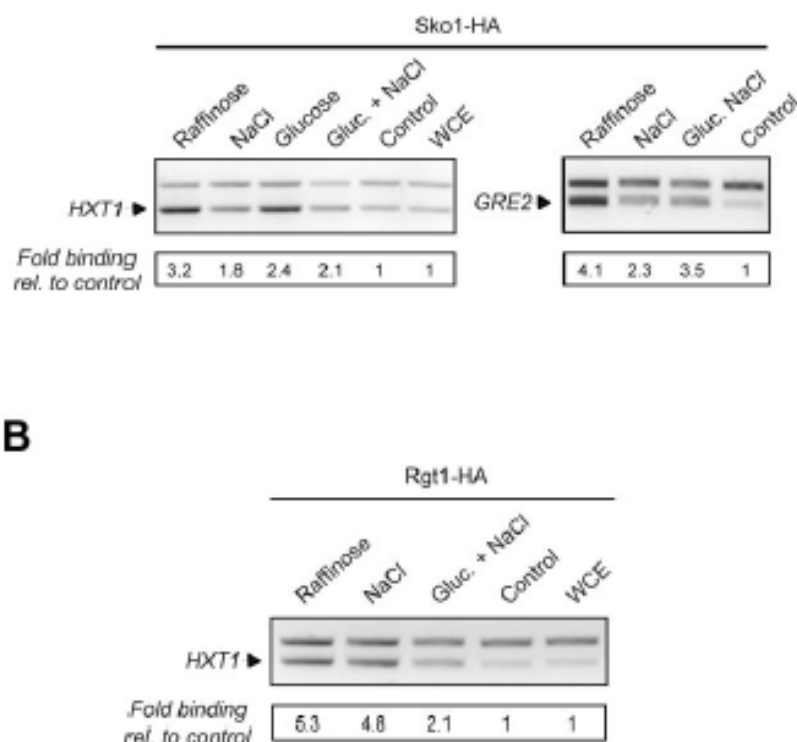 Sko1-HA
Raffinose NaCl Glucose Gluc. + NaCl Control WCE
Raffinose NaCl Gluc. NaCl Control
HXT1
GRE2
Fold binding
rel. to control
3.2 1.8 2.4 2.1 1 1
4.1 2.3 3.5 1
B
Rgt1-HA
Raffinose NaCl Gluc. + NaCl Control WCE
HXT1
Fold binding
rel. to control
5.3 4.8 2.1 1 1